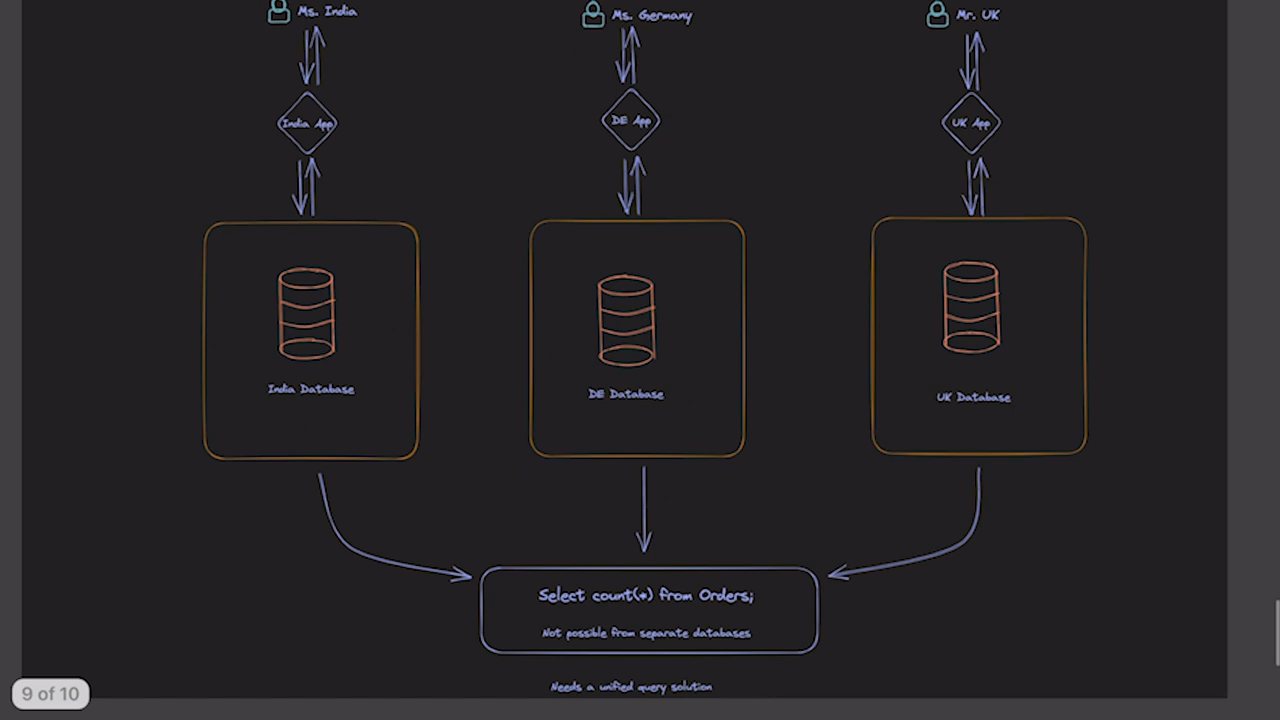 Ms. India
Ms. Germany
Mr. UK
India App
DE App
UK App
India Database
DE Database
UK Database
Select count(*) from Orders;
Not possible from separate databases
Needs a unified query solution
9 of 10